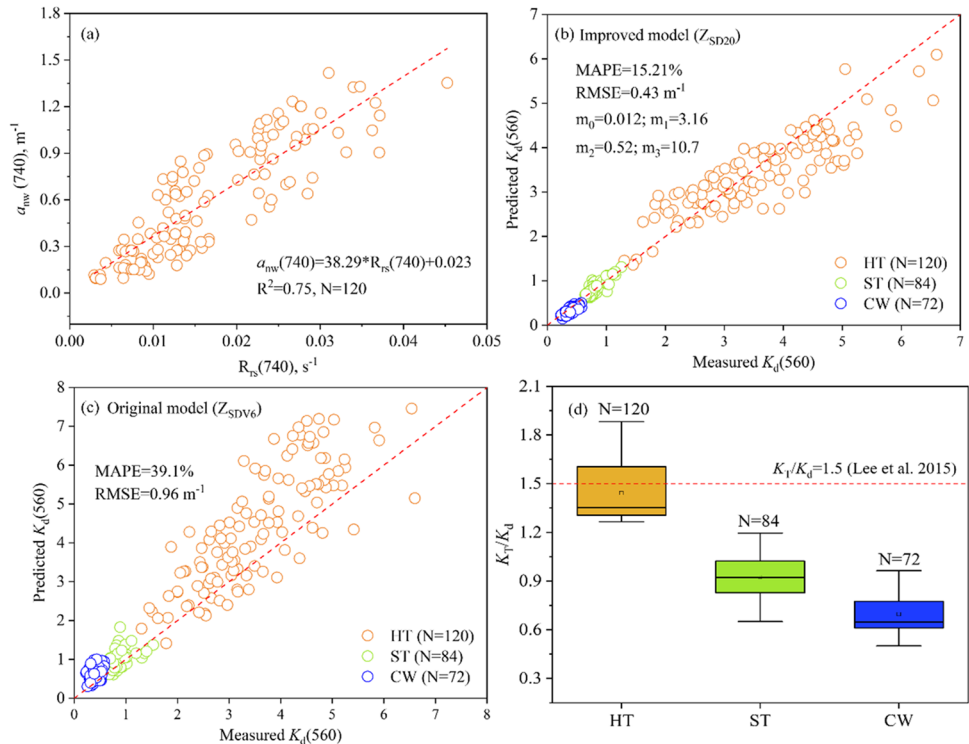 (a)
1.8
1.5
1.2
0.9
0.6
0.3
0.0
a_nw (740), m⁻¹
a_nw(740)=38.29*R_rs(740)+0.023
R²=0.75, N=120
0.00 0.01 0.02 0.03 0.04 0.05
R_rs(740), s⁻¹
(b) Improved model (Z_SD20)
MAPE=15.21%
RMSE=0.43 m⁻¹
m₀=0.012; m₁=3.16
m₂=0.52; m₃=10.7
7
6
5
4
3
2
1
0
Predicted K_d(560)
HT (N=120)
ST (N=84)
CW (N=72)
0 1 2 3 4 5 6 7
Measured K_d(560)
(c) Original model (Z_SDV6)
MAPE=39.1%
RMSE=0.96 m⁻¹
8
7
6
5
4
3
2
1
0
Predicted K_d(560)
HT (N=120)
ST (N=84)
CW (N=72)
0 1 2 3 4 5 6 7 8
Measured K_d(560)
(d)
2.1
1.8
1.5
1.2
0.9
0.6
0.3
K_T/K_d
N=120
K_T/K_d=1.5 (Lee et al. 2015)
N=84
N=72
HT ST CW